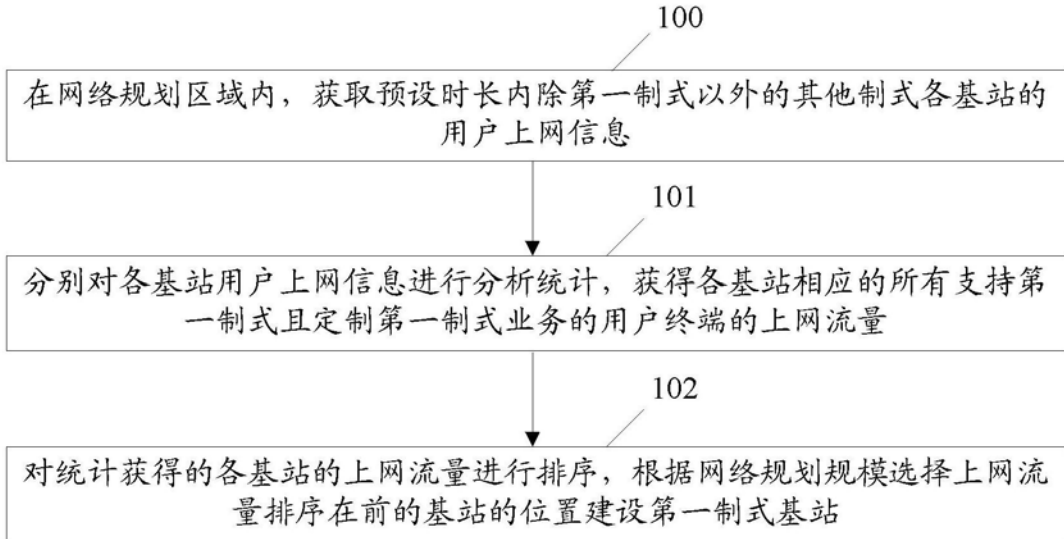 100
在网络规划区域内，获取预设时长内除第一制式以外的其他制式各基站的
用户上网信息
101
分别对各基站用户上网信息进行分析统计，获得各基站相应的所有支持第
一制式且定制第一制式业务的用户终端的上网流量
102
对统计获得的各基站的上网流量进行排序，根据网络规划规模选择上网流
量排序在前的基站的位置建设第一制式基站